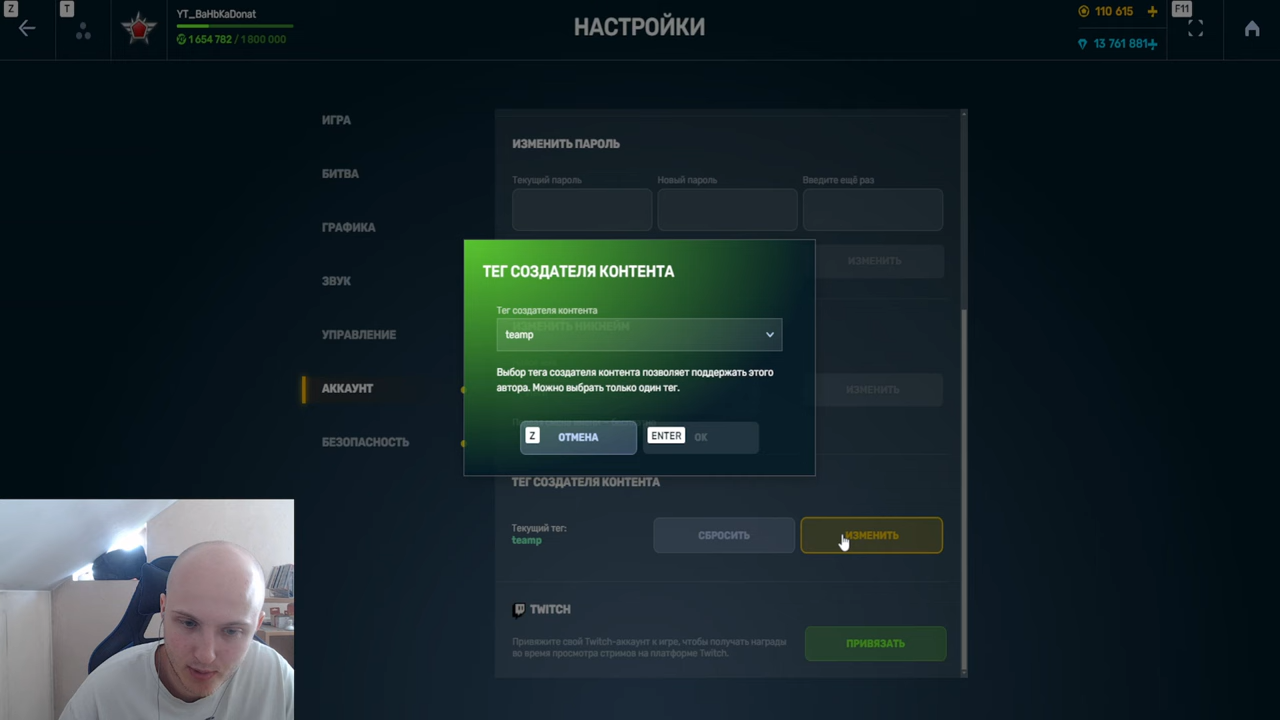 Z
T
YT_BaHbKaDonat
1 654 782 / 1 800 000
НАСТРОЙКИ
110 615
13 761 881
F11
ИГРА
БИТВА
ГРАФИКА
ЗВУК
УПРАВЛЕНИЕ
АККАУНТ
БЕЗОПАСНОСТЬ
ИЗМЕНИТЬ ПАРОЛЬ
Текущий пароль
Новый пароль
Введите ещё раз
ИЗМЕНИТЬ
ТЕГ СОЗДАТЕЛЯ КОНТЕНТА
Тег создателя контента
ИЗМЕНИТЬ НИКНЕЙМ
teamp
Выбор тега создателя контента позволяет поддержать этого
автора. Можно выбрать только один тег.
ИЗМЕНИТЬ
Z ОТМЕНА
ENTER OK
ТЕГ СОЗДАТЕЛЯ КОНТЕНТА
Текущий тег:
teamp
СБРОСИТЬ
ИЗМЕНИТЬ
TWITCH
Привяжите свой Twitch-аккаунт к игре, чтобы получать награды
во время просмотра стримов на платформе Twitch.
ПРИВЯЗАТЬ